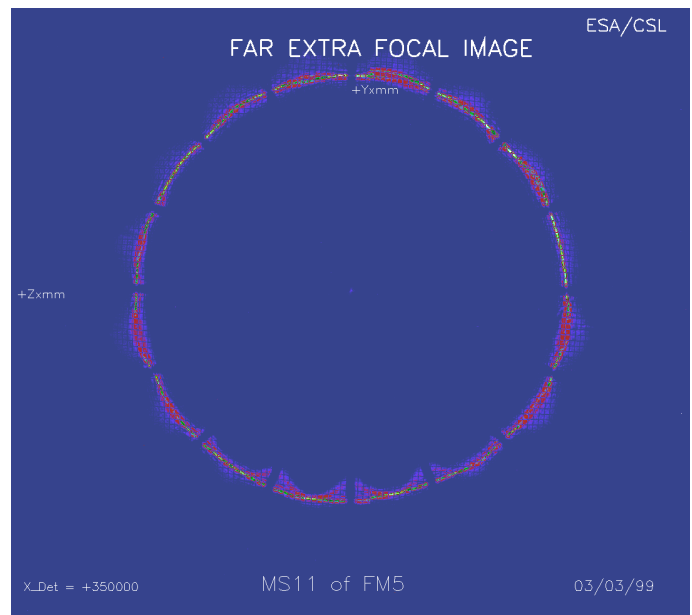 ESA/CSL
FAR EXTRA FOCAL IMAGE
+Yxmm
+Zxmm
X_Det = +350000
MS11 of FM5
03/03/99